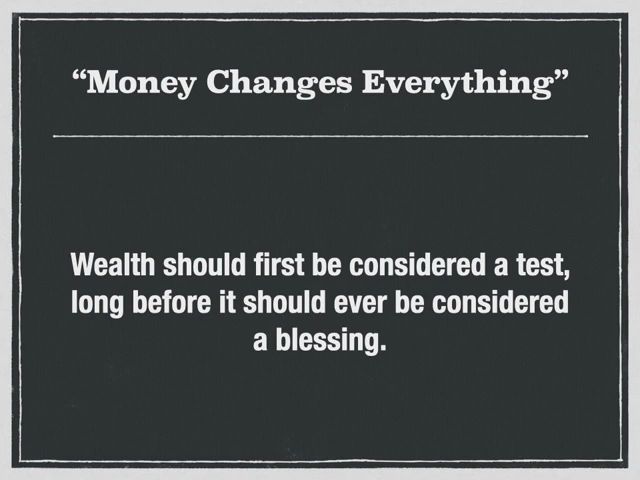 “Money Changes Everything”
Wealth should first be considered a test,
long before it should ever be considered
a blessing.